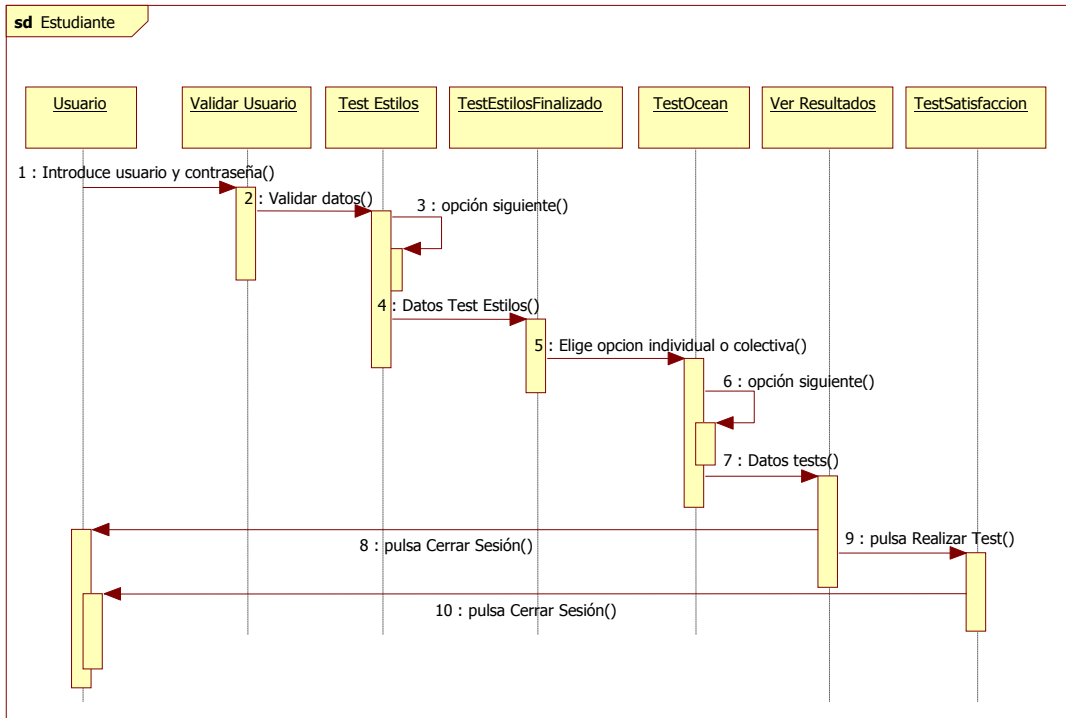 sd Estudiante
Usuario
Validar Usuario
Test Estilos
TestEstilosFinalizado
TestOcean
Ver Resultados
TestSatisfaccion
1 : Introduce usuario y contraseña()
2 : Validar datos()
3 : opción siguiente()
4 : Datos Test Estilos()
5 : Elige opcion individual o colectiva()
6 : opción siguiente()
7 : Datos tests()
8 : pulsa Cerrar Sesión()
9 : pulsa Realizar Test()
10 : pulsa Cerrar Sesión()